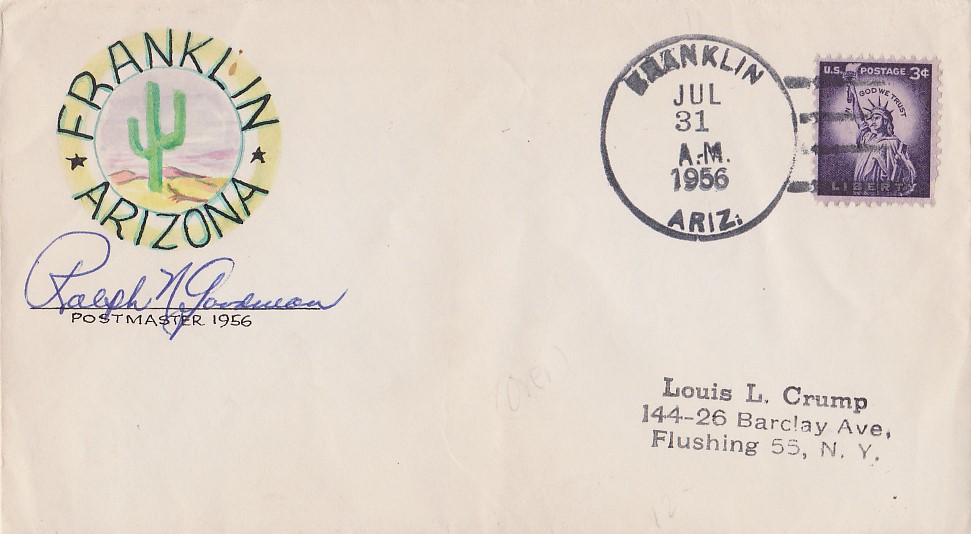 FRANKLIN
ARIZONA
Ralph N. Goodman
POSTMASTER 1956
FRANKLIN
JUL
31
A.M.
1956
ARIZ.
U.S. POSTAGE 3¢
IN GOD WE TRUST
LIBERTY
(Over)
Louis L. Crump
144-26 Barclay Ave,
Flushing 55, N. Y.